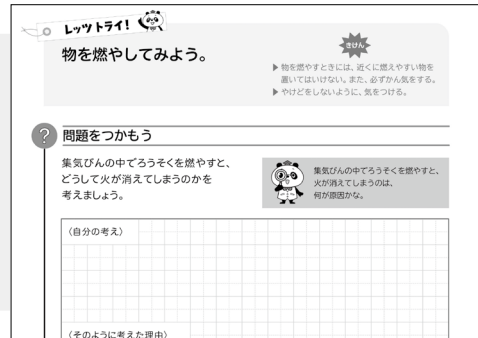 レッツトライ!
物を燃やしてみよう。
きけん
▶ 物を燃やすときには、近くに燃えやすい物を
置いてはいけない。また、必ずかん気をする。
▶ やけどをしないように、気をつける。
? 問題をつかもう
集気びんの中でろうそくを燃やすと、
どうして火が消えてしまうのかを
考えましょう。
集気びんの中でろうそくを燃やすと、
火が消えてしまうのは、
何が原因かな。
〈自分の考え〉
〈そのように考えた理由〉